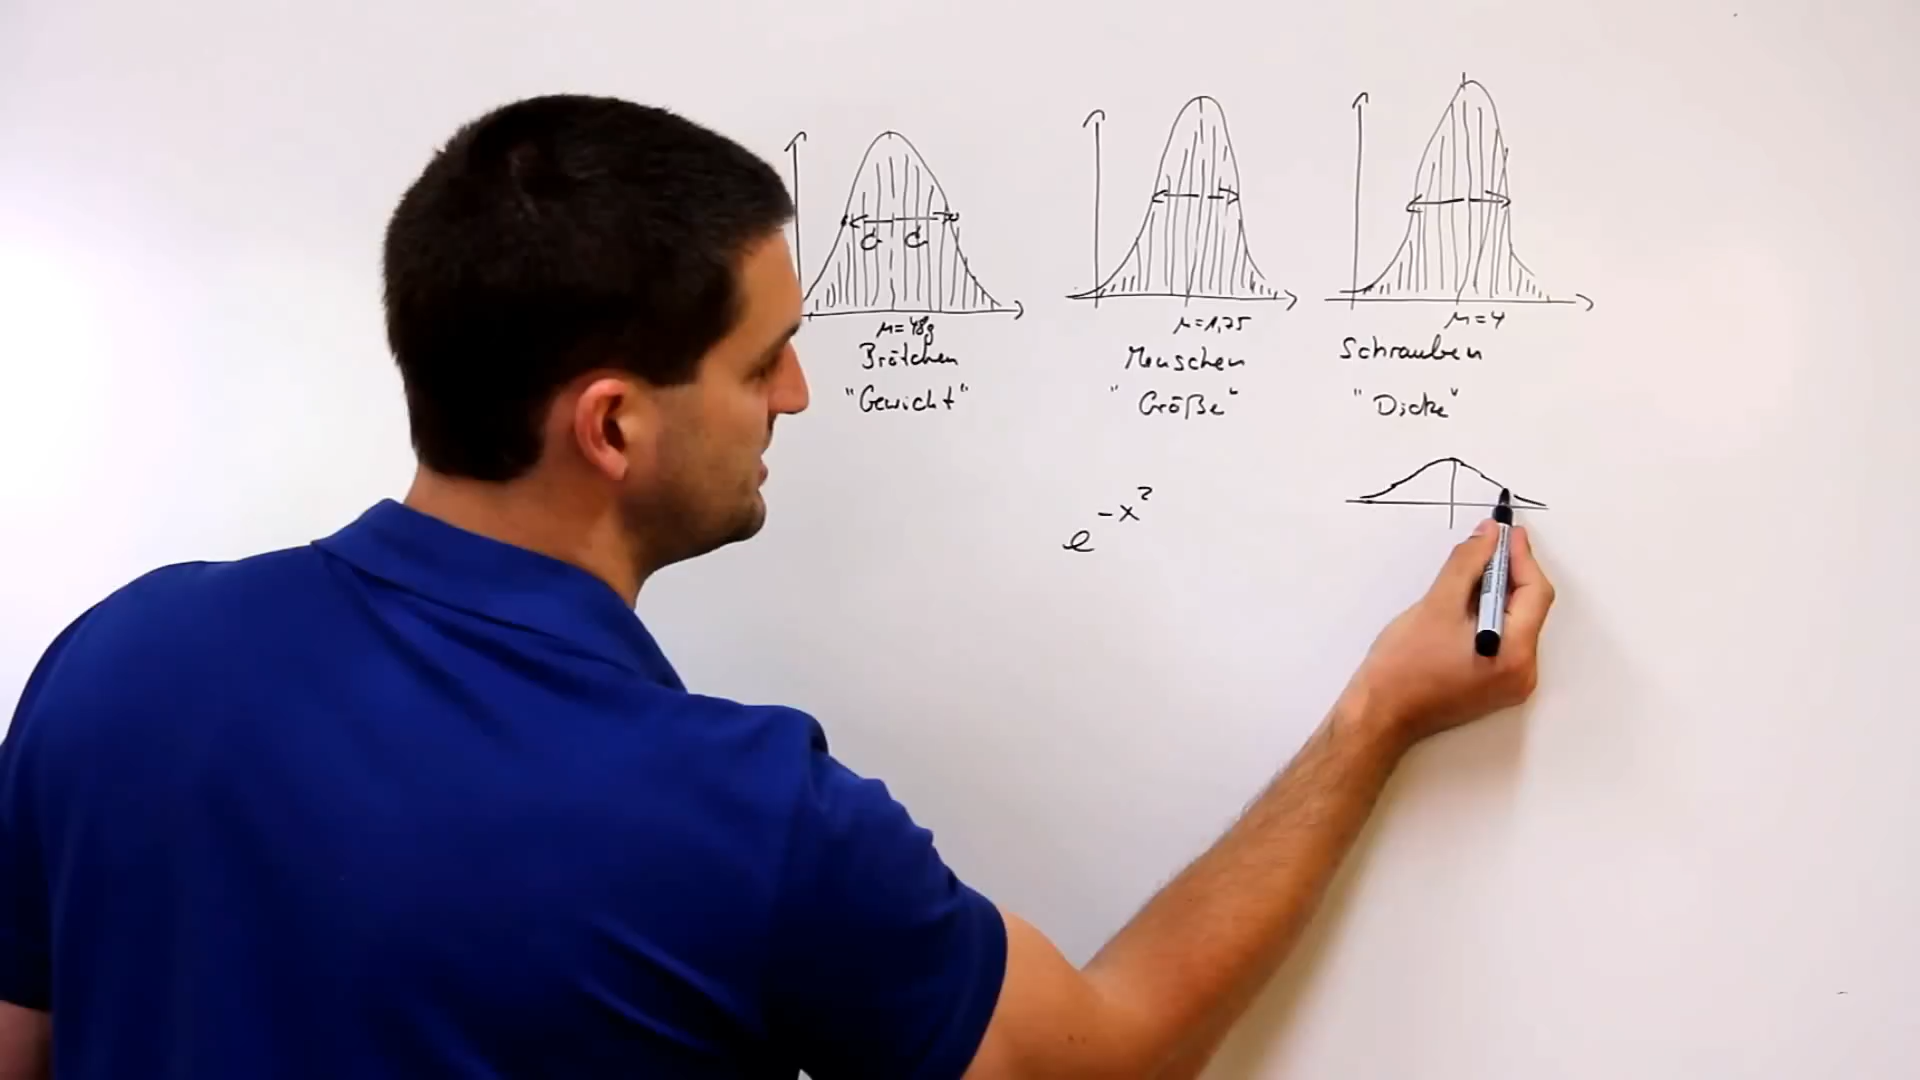 σ σ
μ=48g
Brötchen
"Gewicht"
μ=1,75
Menschen
"Größe"
μ=4
Schrauben
"Dicke"
e^-x²